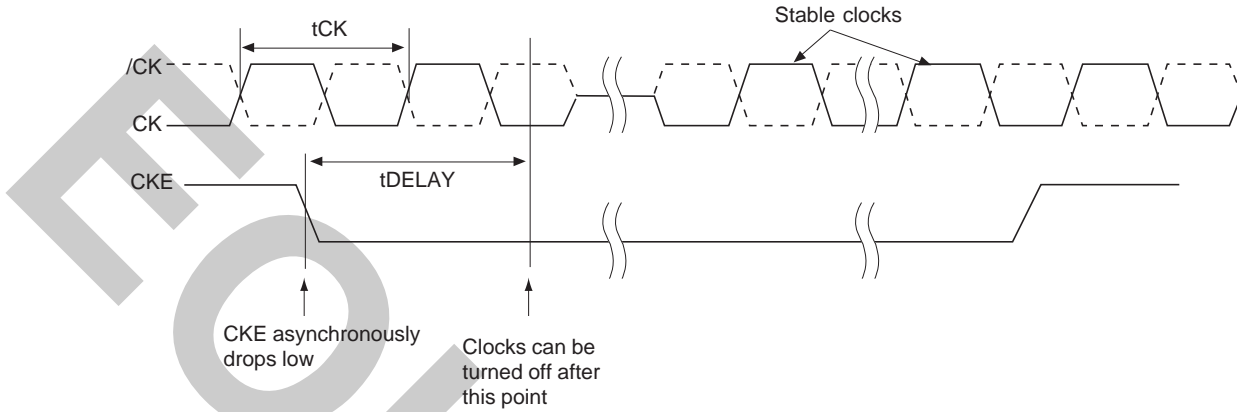 Stable clocks
tCK
/CK
CK
tDELAY
CKE
CKE asynchronously
drops low
Clocks can be
turned off after
this point
EO